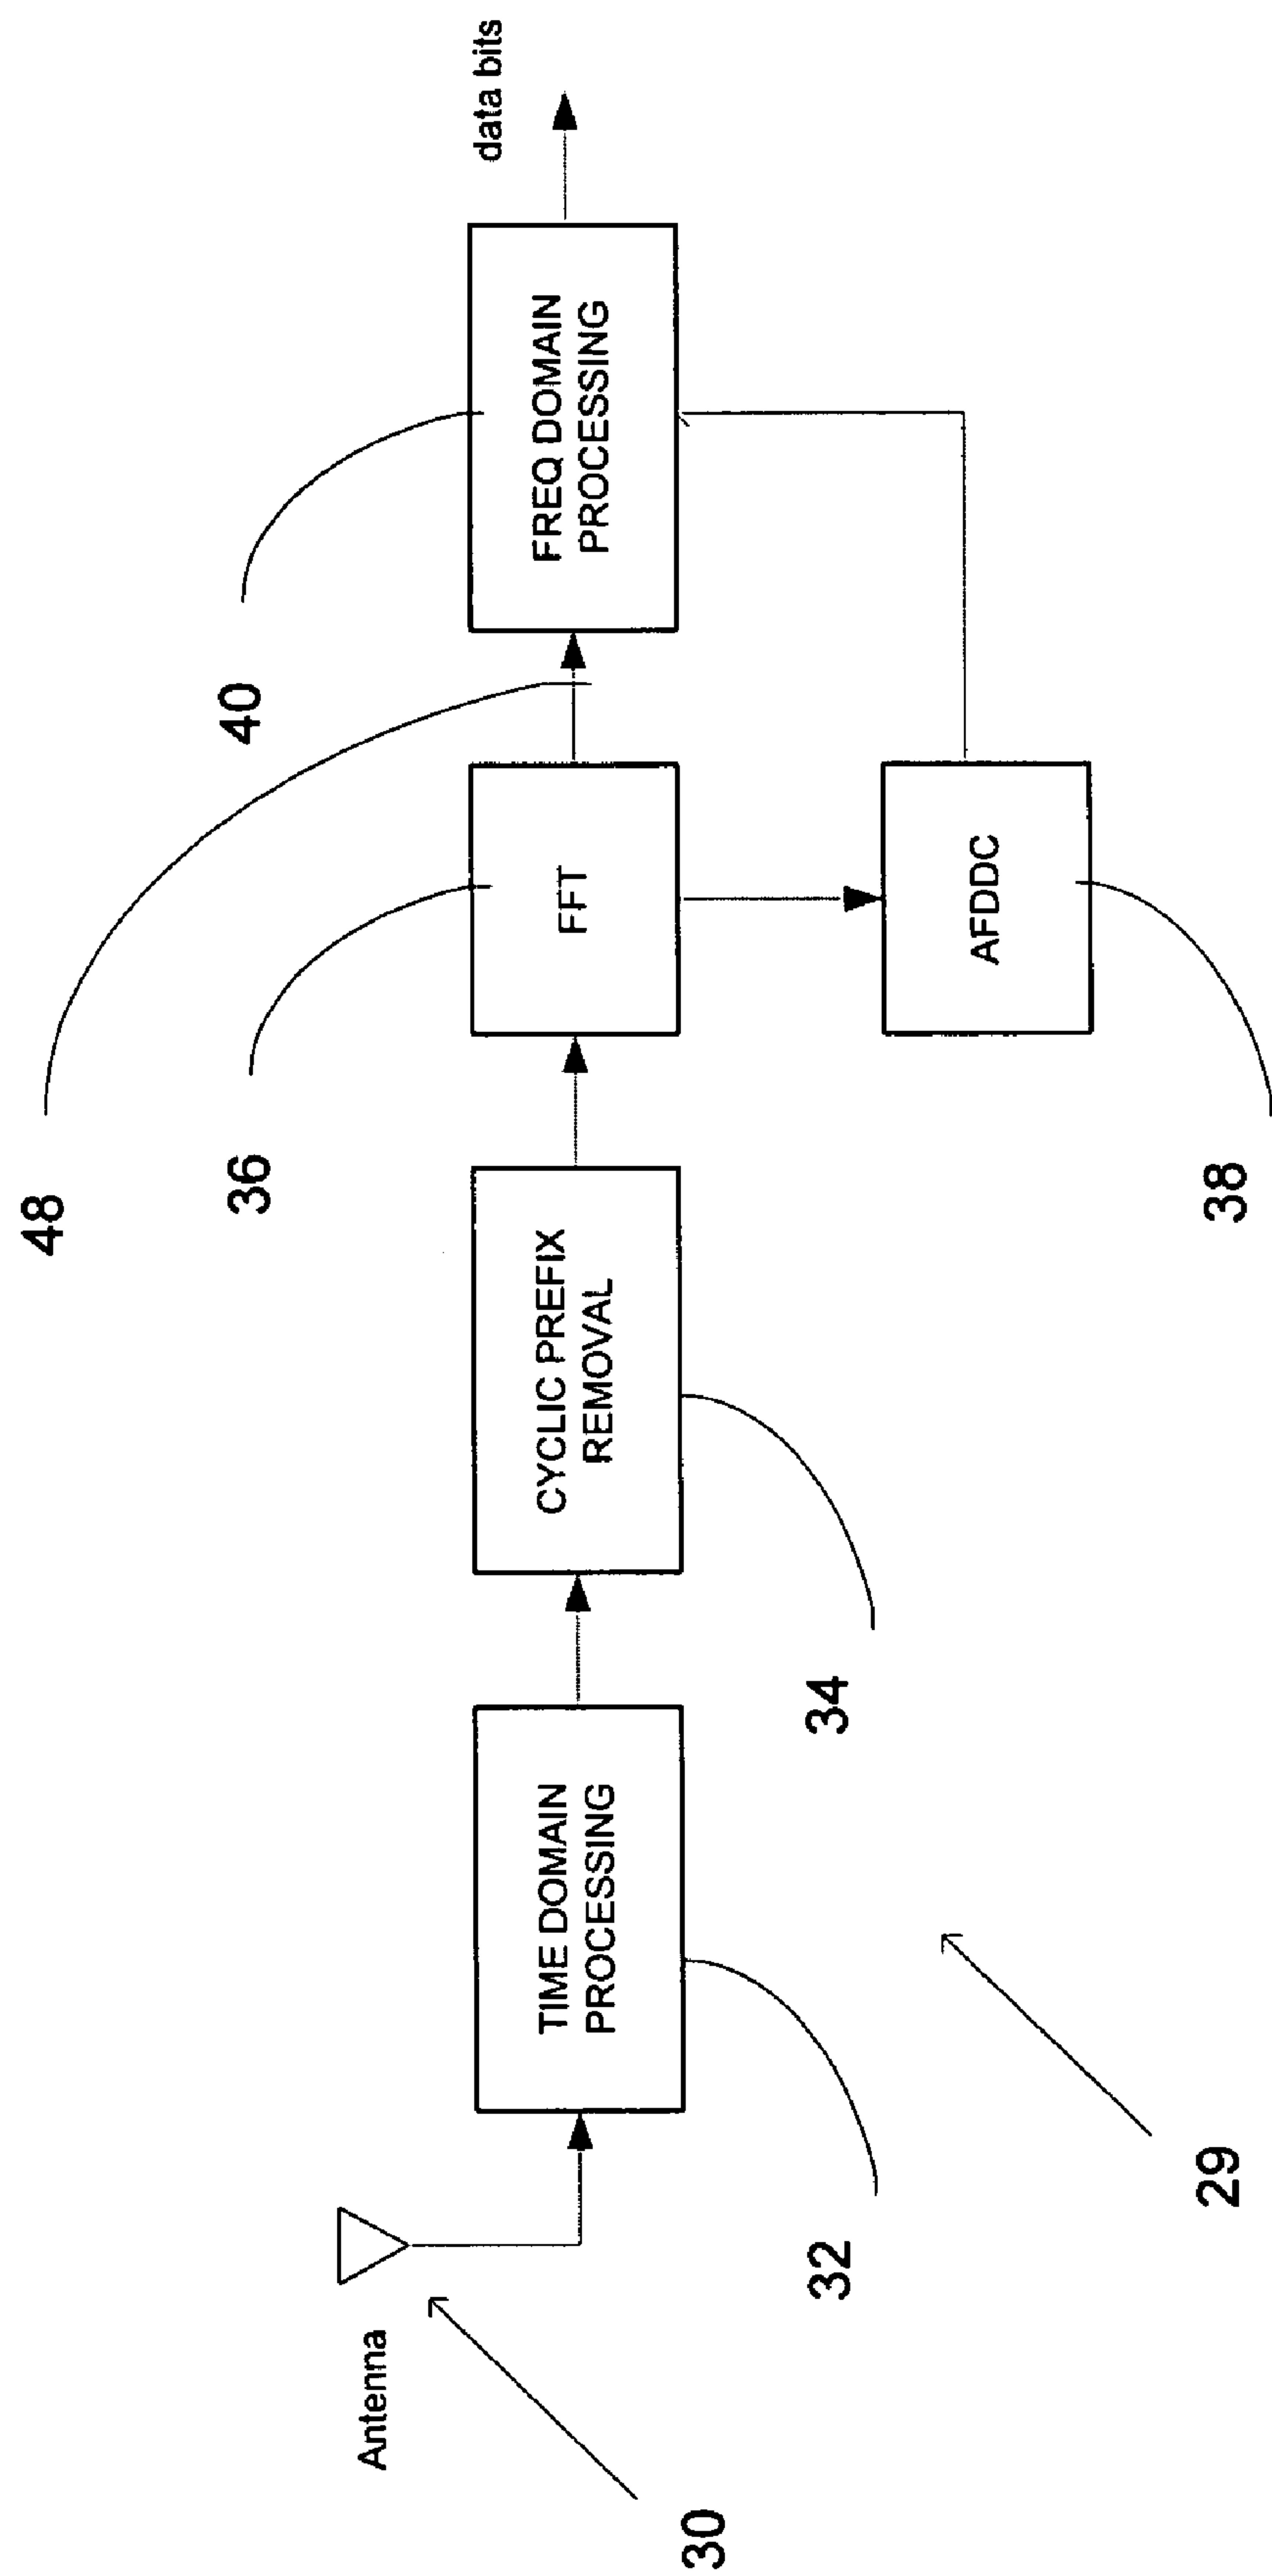 48
36
40
data bits
Antenna
30
TIME DOMAIN
PROCESSING
CYCLIC PREFIX
REMOVAL
FFT
FREQ DOMAIN
PROCESSING
32
34
AFDDC
29
38